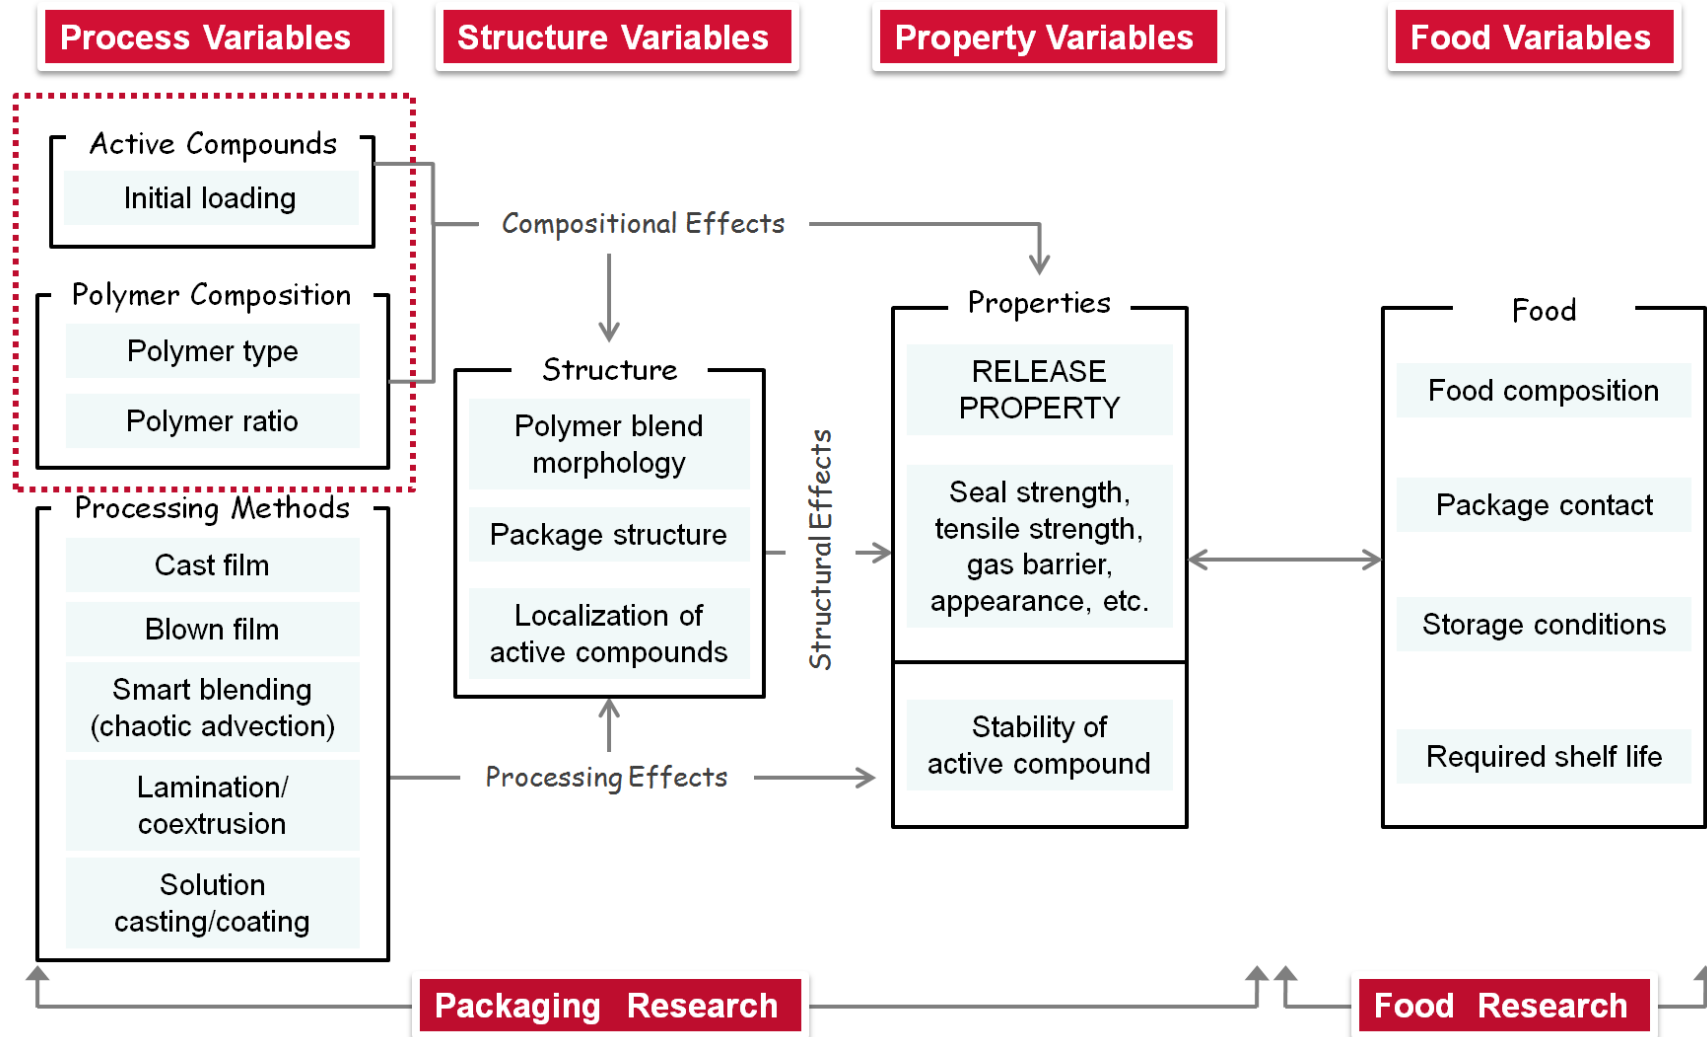 Process Variables
Structure Variables
Property Variables
Food Variables
Active Compounds
Initial loading
Polymer Composition
Polymer type
Polymer ratio
Processing Methods
Cast film
Blown film
Smart blending
(chaotic advection)
Lamination/
coextrusion
Solution
casting/coating
Compositional Effects
Structure
Polymer blend
morphology
Package structure
Localization of
active compounds
Processing Effects
Structural Effects
Properties
RELEASE
PROPERTY
Seal strength,
tensile strength,
gas barrier,
appearance, etc.
Stability of
active compound
Food
Food composition
Package contact
Storage conditions
Required shelf life
Packaging Research
Food Research